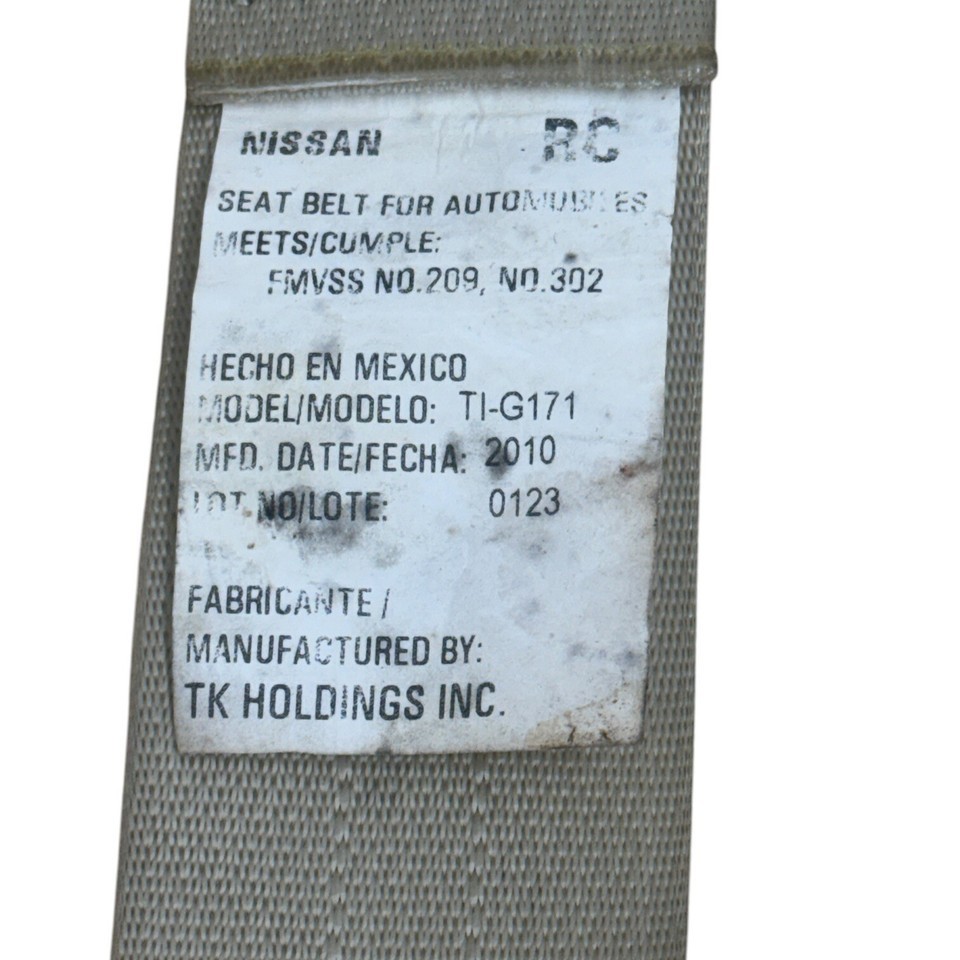 NISSAN RC
SEAT BELT FOR AUTOMOBILES
MEETS/CUMPLE:
FMVSS NO.209, NO.302
HECHO EN MEXICO
MODEL/MODELO: TI-G171
MFD. DATE/FECHA: 2010
LOT NO/LOTE: 0123
FABRICANTE /
MANUFACTURED BY:
TK HOLDINGS INC.